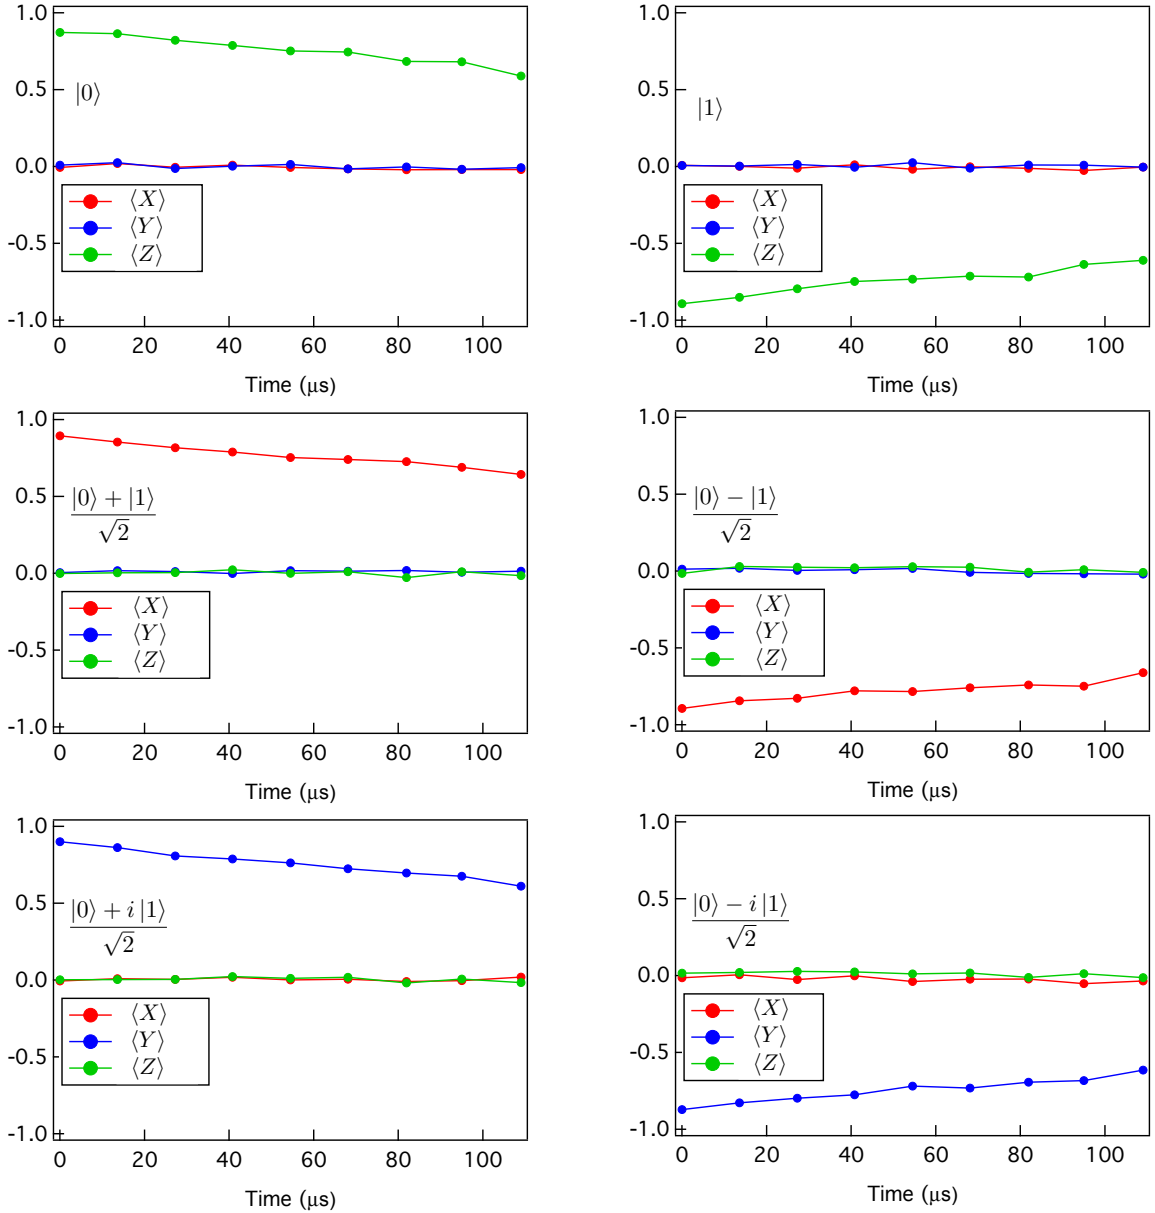 1.0
0.5
0.0
-0.5
-1.0
|0⟩
⟨X⟩
⟨Y⟩
⟨Z⟩
0 20 40 60 80 100
Time (μs)
1.0
0.5
0.0
-0.5
-1.0
|1⟩
⟨X⟩
⟨Y⟩
⟨Z⟩
0 20 40 60 80 100
Time (μs)
1.0
0.5
0.0
-0.5
-1.0
|0⟩ + |1⟩
√2
⟨X⟩
⟨Y⟩
⟨Z⟩
0 20 40 60 80 100
Time (μs)
1.0
0.5
0.0
-0.5
-1.0
|0⟩ − |1⟩
√2
⟨X⟩
⟨Y⟩
⟨Z⟩
0 20 40 60 80 100
Time (μs)
1.0
0.5
0.0
-0.5
-1.0
|0⟩ + i |1⟩
√2
⟨X⟩
⟨Y⟩
⟨Z⟩
0 20 40 60 80 100
Time (μs)
1.0
0.5
0.0
-0.5
-1.0
|0⟩ − i |1⟩
√2
⟨X⟩
⟨Y⟩
⟨Z⟩
0 20 40 60 80 100
Time (μs)